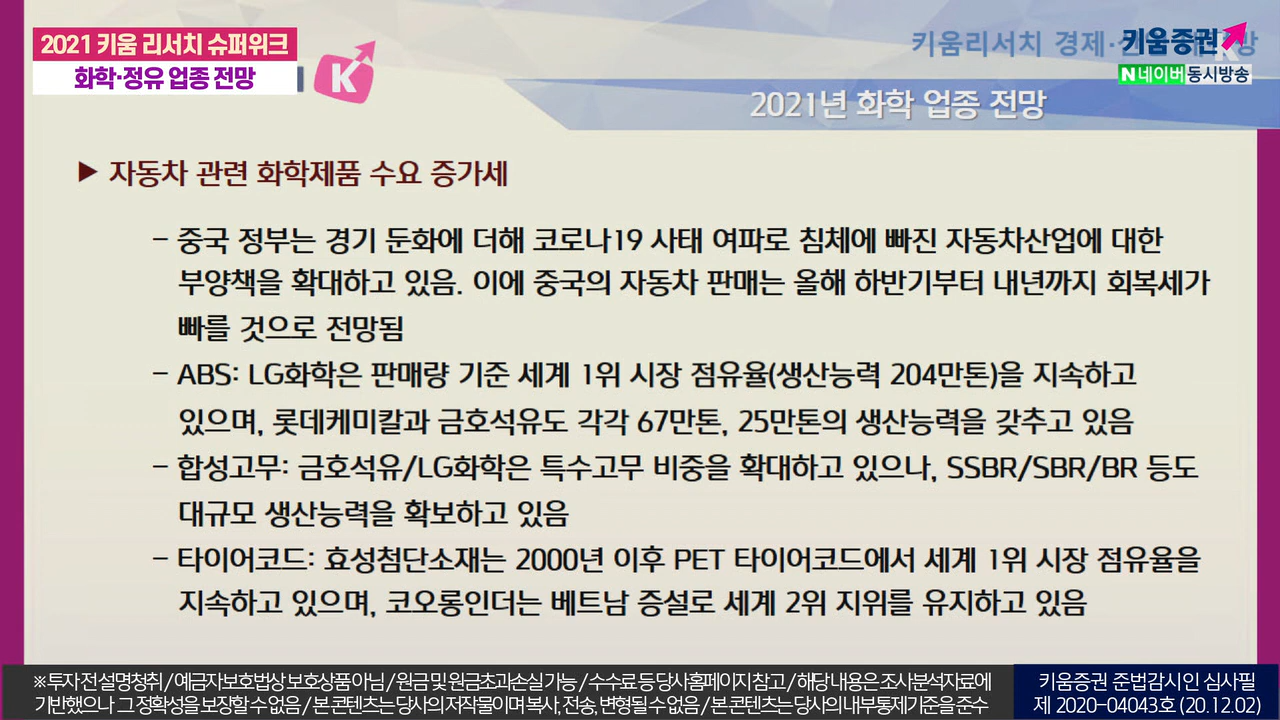 2021 키움 리서치 슈퍼위크
화학·정유 업종 전망
K
키움리서치 경제·
키움증권
N네이버동시방송
2021년 화학 업종 전망
▶ 자동차 관련 화학제품 수요 증가세
– 중국 정부는 경기 둔화에 더해 코로나19 사태 여파로 침체에 빠진 자동차산업에 대한
부양책을 확대하고 있음. 이에 중국의 자동차 판매는 올해 하반기부터 내년까지 회복세가
빠를 것으로 전망됨
– ABS: LG화학은 판매량 기준 세계 1위 시장 점유율(생산능력 204만톤)을 지속하고
있으며, 롯데케미칼과 금호석유도 각각 67만톤, 25만톤의 생산능력을 갖추고 있음
– 합성고무: 금호석유/LG화학은 특수고무 비중을 확대하고 있으나, SSBR/SBR/BR 등도
대규모 생산능력을 확보하고 있음
– 타이어코드: 효성첨단소재는 2000년 이후 PET 타이어코드에서 세계 1위 시장 점유율을
지속하고 있으며, 코오롱인더는 베트남 증설로 세계 2위 지위를 유지하고 있음
※ 투자 전 설명청취 / 예금자보호법상 보호상품 아님 / 원금 및 원금초과손실 가능 / 수수료 등 당사홈페이지 참고 / 해당 내용은 조사분석자료에
기반했으나 그 정확성을 보장할 수 없음 / 본 콘텐츠는 당사의 저작물이며 복사, 전송, 변형될 수 없음 / 본 콘텐츠는 당사의 내부통제기준을 준수
키움증권 준법감시인 심사필
제 2020-04043호 (20.12.02)